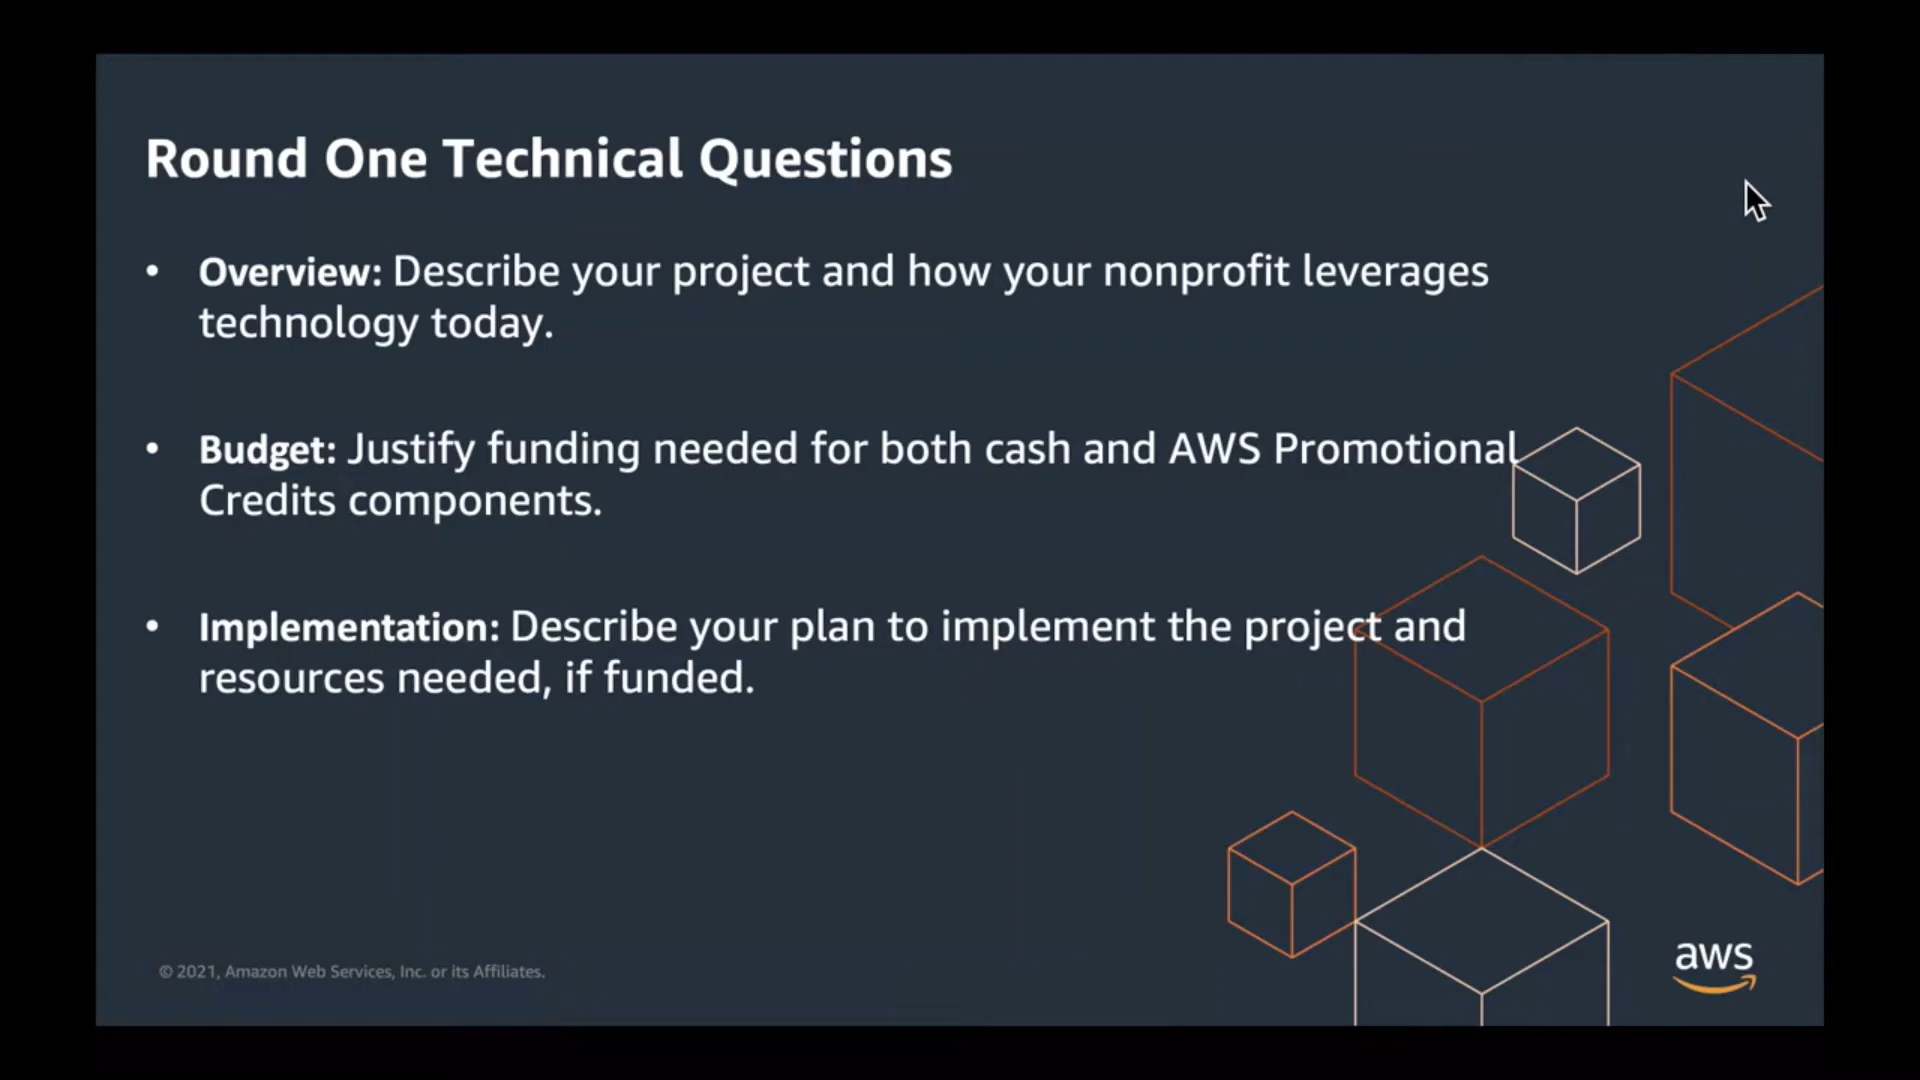 Round One Technical Questions
• Overview: Describe your project and how your nonprofit leverages
technology today.
• Budget: Justify funding needed for both cash and AWS Promotional
Credits components.
• Implementation: Describe your plan to implement the project and
resources needed, if funded.
© 2021, Amazon Web Services, Inc. or its Affiliates.
aws